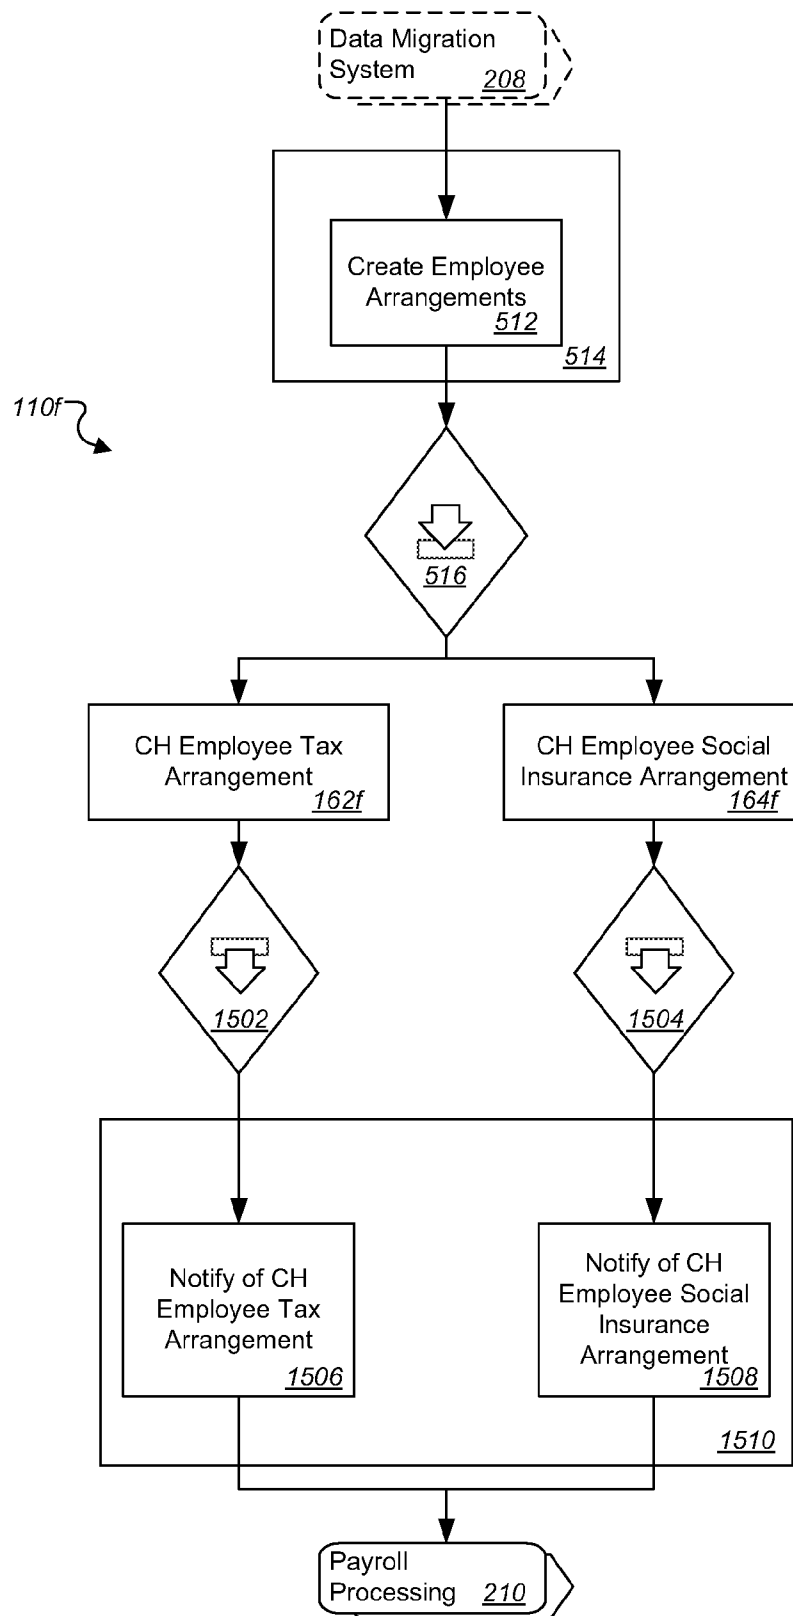 Data Migration
System
208
Create Employee
Arrangements
512
514
110f
516
CH Employee Tax
Arrangement
162f
CH Employee Social
Insurance Arrangement
164f
1502
1504
Notify of CH
Employee Tax
Arrangement
1506
Notify of CH
Employee Social
Insurance
Arrangement
1508
1510
Payroll
Processing 210